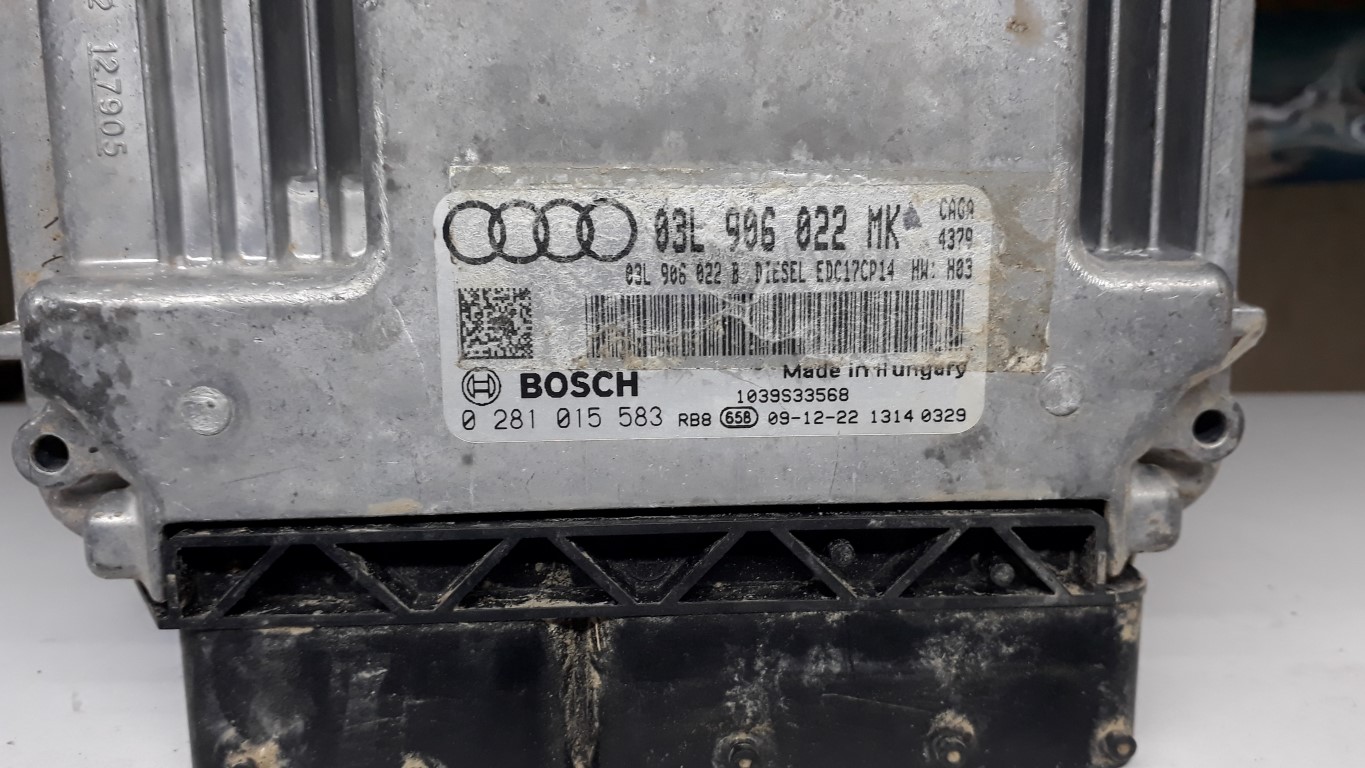 2 127905
03L 906 022 MK CAGA
4379
03L 906 022 B DIESEL EDC17CP14 HW: H03
Made in Hungary
BOSCH
1039S33568
0 281 015 583 RB8 658 09-12-22 1314 0329